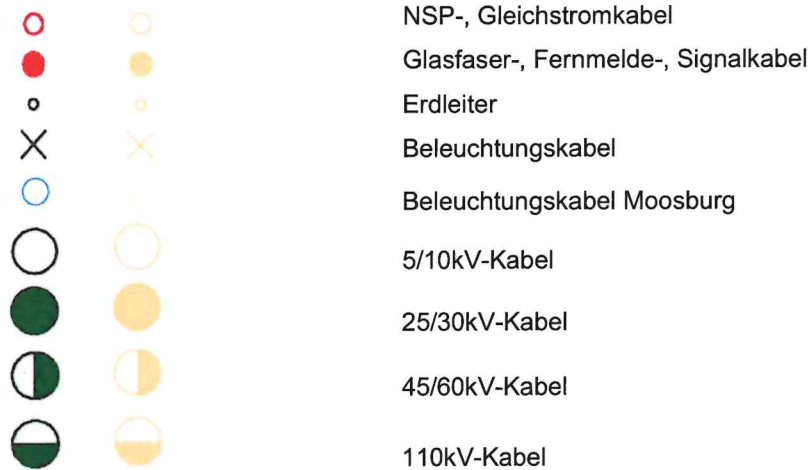 NSP-, Gleichstromkabel
Glasfaser-, Fernmelde-, Signalkabel
Erdleiter
Beleuchtungskabel
Beleuchtungskabel Moosburg
5/10kV-Kabel
25/30kV-Kabel
45/60kV-Kabel
110kV-Kabel